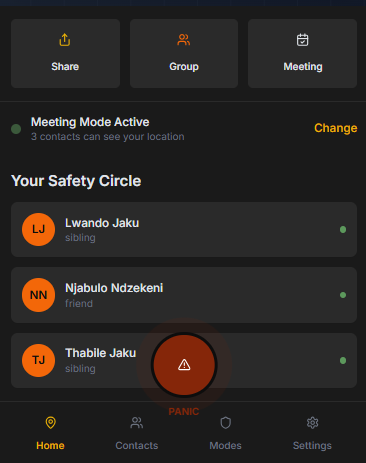 Share
Group
Meeting
Meeting Mode Active
3 contacts can see your location
Change
Your Safety Circle
LJ
Lwando Jaku
sibling
NN
Njabulo Ndzekeni
friend
TJ
Thabile Jaku
sibling
PANIC
Home
Contacts
Modes
Settings